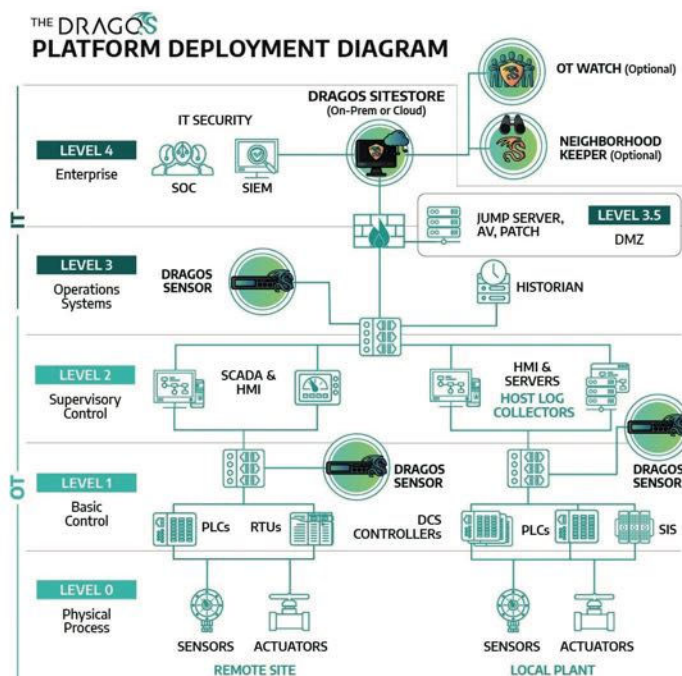 THE DRAGOS
PLATFORM DEPLOYMENT DIAGRAM
OT WATCH (Optional)
DRAGOS SITESTORE
(On-Prem or Cloud)
IT SECURITY
NEIGHBORHOOD
KEEPER (Optional)
LEVEL 4
Enterprise
SOC
SIEM
IT
JUMP SERVER,
AV, PATCH
LEVEL 3.5
DMZ
LEVEL 3
Operations
Systems
DRAGOS
SENSOR
HISTORIAN
LEVEL 2
Supervisory
Control
SCADA &
HMI
HMI &
SERVERS
HOST LOG
COLLECTORS
OT
LEVEL 1
Basic
Control
DRAGOS
SENSOR
DRAGOS
SENSOR
PLCs
RTUs
DCS
CONTROLLERs
PLCs
SIS
LEVEL 0
Physical
Process
SENSORS
ACTUATORS
SENSORS
ACTUATORS
REMOTE SITE
LOCAL PLANT